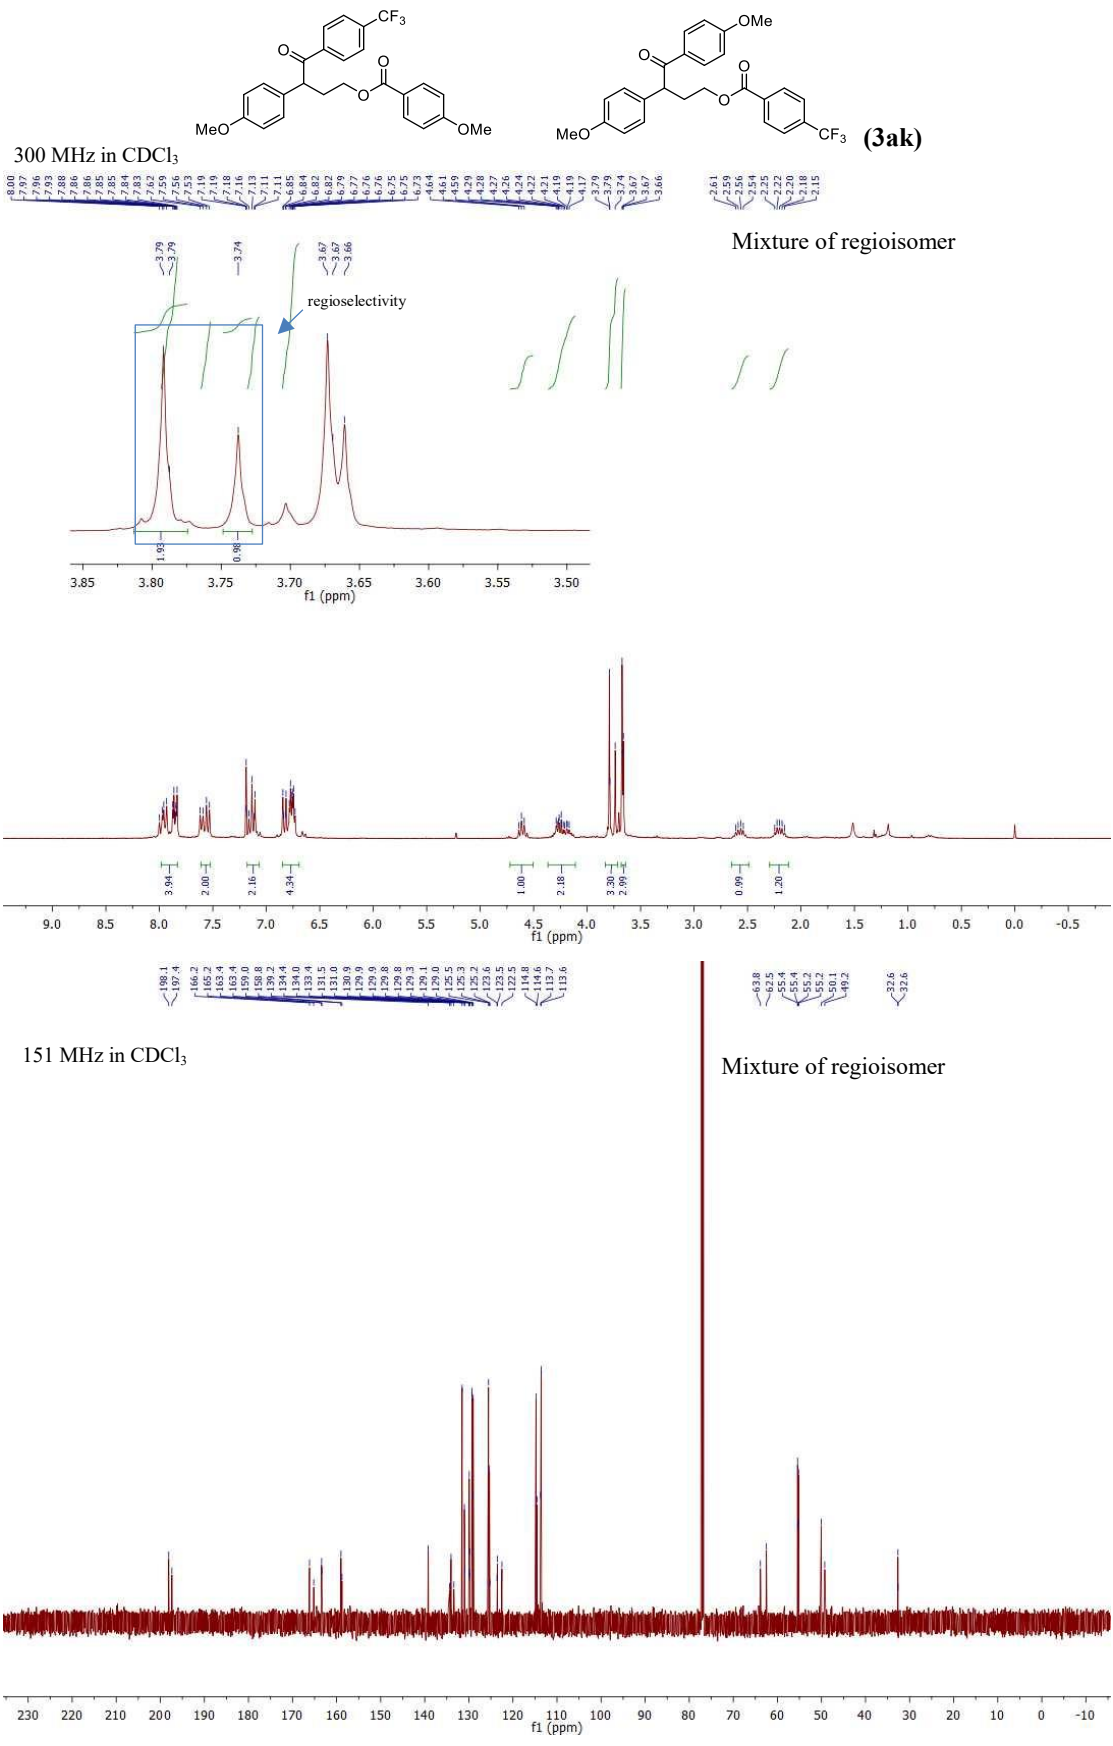 CF3
O
O
O
MeO
OMe
OMe
O
O
O
MeO
CF3
(3ak)
300 MHz in CDCl3
8.00 7.97 7.96 7.93 7.88 7.86 7.86 7.85 7.85 7.84 7.83 7.62 7.59 7.56 7.53 7.19 7.19 7.18 7.16 7.13 7.11 7.11 6.85 6.84 6.82 6.82 6.79 6.77 6.76 6.76 6.75 6.75 6.73 4.64 4.61 4.59 4.29 4.28 4.27 4.26 4.24 4.22 4.21 4.19 4.19 4.17 3.79 3.79 3.74 3.67 3.67 3.66 2.61 2.59 2.56 2.54 2.25 2.22 2.20 2.18 2.15
Mixture of regioisomer
3.79 3.79 3.74 3.67 3.67 3.66
regioselectivity
1.93 0.98
3.85 3.80 3.75 3.70 3.65 3.60 3.55 3.50
f1 (ppm)
3.94 2.00 2.16 4.34 1.00 2.18 3.30 2.99 0.99 1.20
9.0 8.5 8.0 7.5 7.0 6.5 6.0 5.5 5.0 4.5 4.0 3.5 3.0 2.5 2.0 1.5 1.0 0.5 0.0 -0.5
f1 (ppm)
198.1 197.4 166.2 165.2 163.4 163.4 159.0 158.8 139.2 134.4 134.0 133.4 131.5 131.0 130.9 129.9 129.9 129.8 129.8 129.3 129.1 129.0 125.5 125.3 125.2 123.6 123.5 122.5 114.8 114.6 113.7 113.6 63.8 62.5 55.4 55.4 55.2 55.2 50.1 49.2 32.6 32.6
151 MHz in CDCl3
Mixture of regioisomer
230 220 210 200 190 180 170 160 150 140 130 120 110 100 90 80 70 60 50 40 30 20 10 0 -10
f1 (ppm)